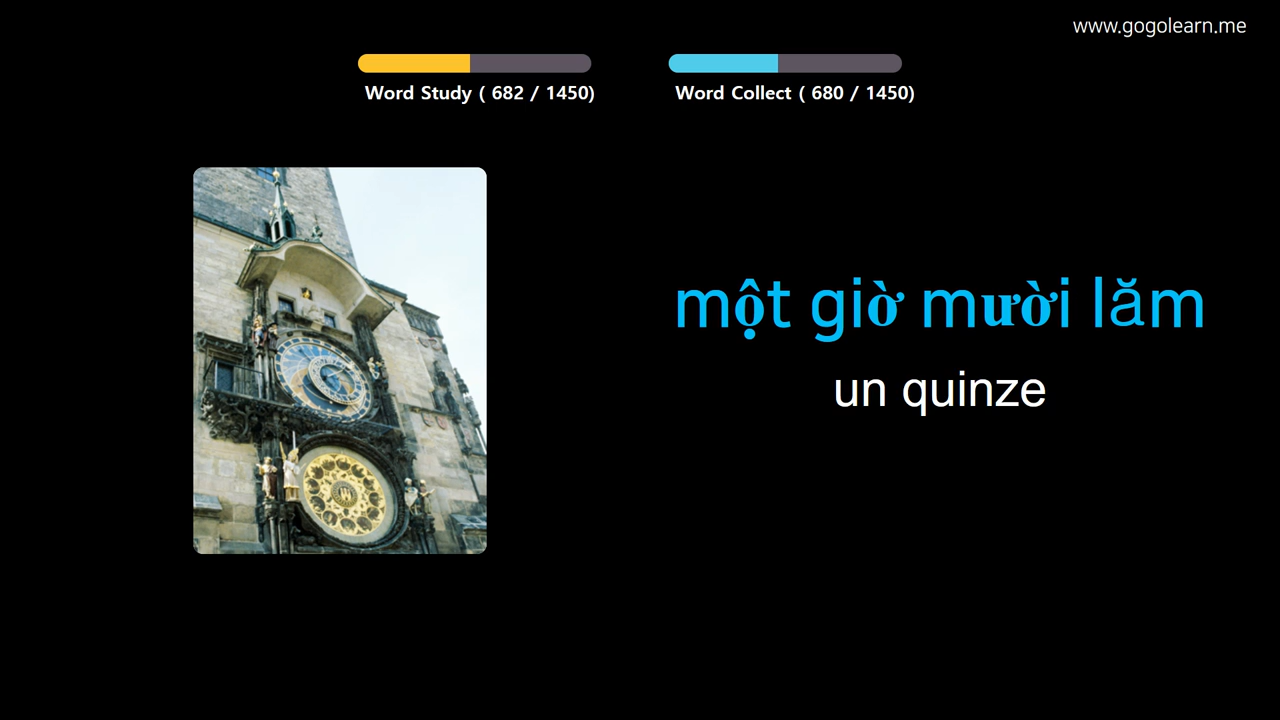 www.gogolearn.me
Word Study ( 682 / 1450)
Word Collect ( 680 / 1450)
một giờ mười lăm
un quinze